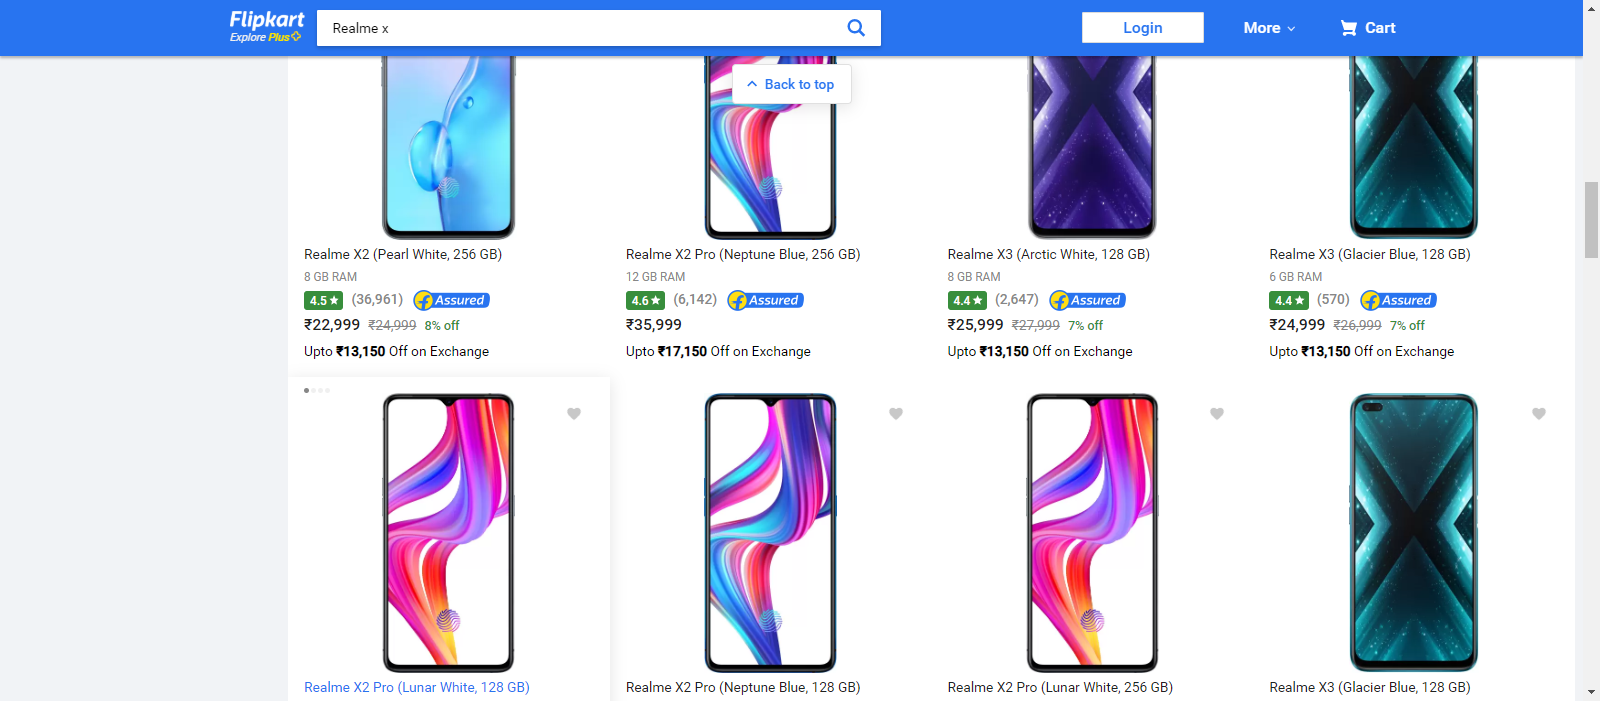 Flipkart
Explore Plus
Realme x
Login
More
Cart
Back to top
Realme X2 (Pearl White, 256 GB)
8 GB RAM
4.5 ★ (36,961) f Assured
₹22,999 ₹24,999 8% off
Upto ₹13,150 Off on Exchange
Realme X2 Pro (Neptune Blue, 256 GB)
12 GB RAM
4.6 ★ (6,142) f Assured
₹35,999
Upto ₹17,150 Off on Exchange
Realme X3 (Arctic White, 128 GB)
8 GB RAM
4.4 ★ (2,647) f Assured
₹25,999 ₹27,999 7% off
Upto ₹13,150 Off on Exchange
Realme X3 (Glacier Blue, 128 GB)
6 GB RAM
4.4 ★ (570) f Assured
₹24,999 ₹26,999 7% off
Upto ₹13,150 Off on Exchange
Realme X2 Pro (Lunar White, 128 GB)
Realme X2 Pro (Neptune Blue, 128 GB)
Realme X2 Pro (Lunar White, 256 GB)
Realme X3 (Glacier Blue, 128 GB)